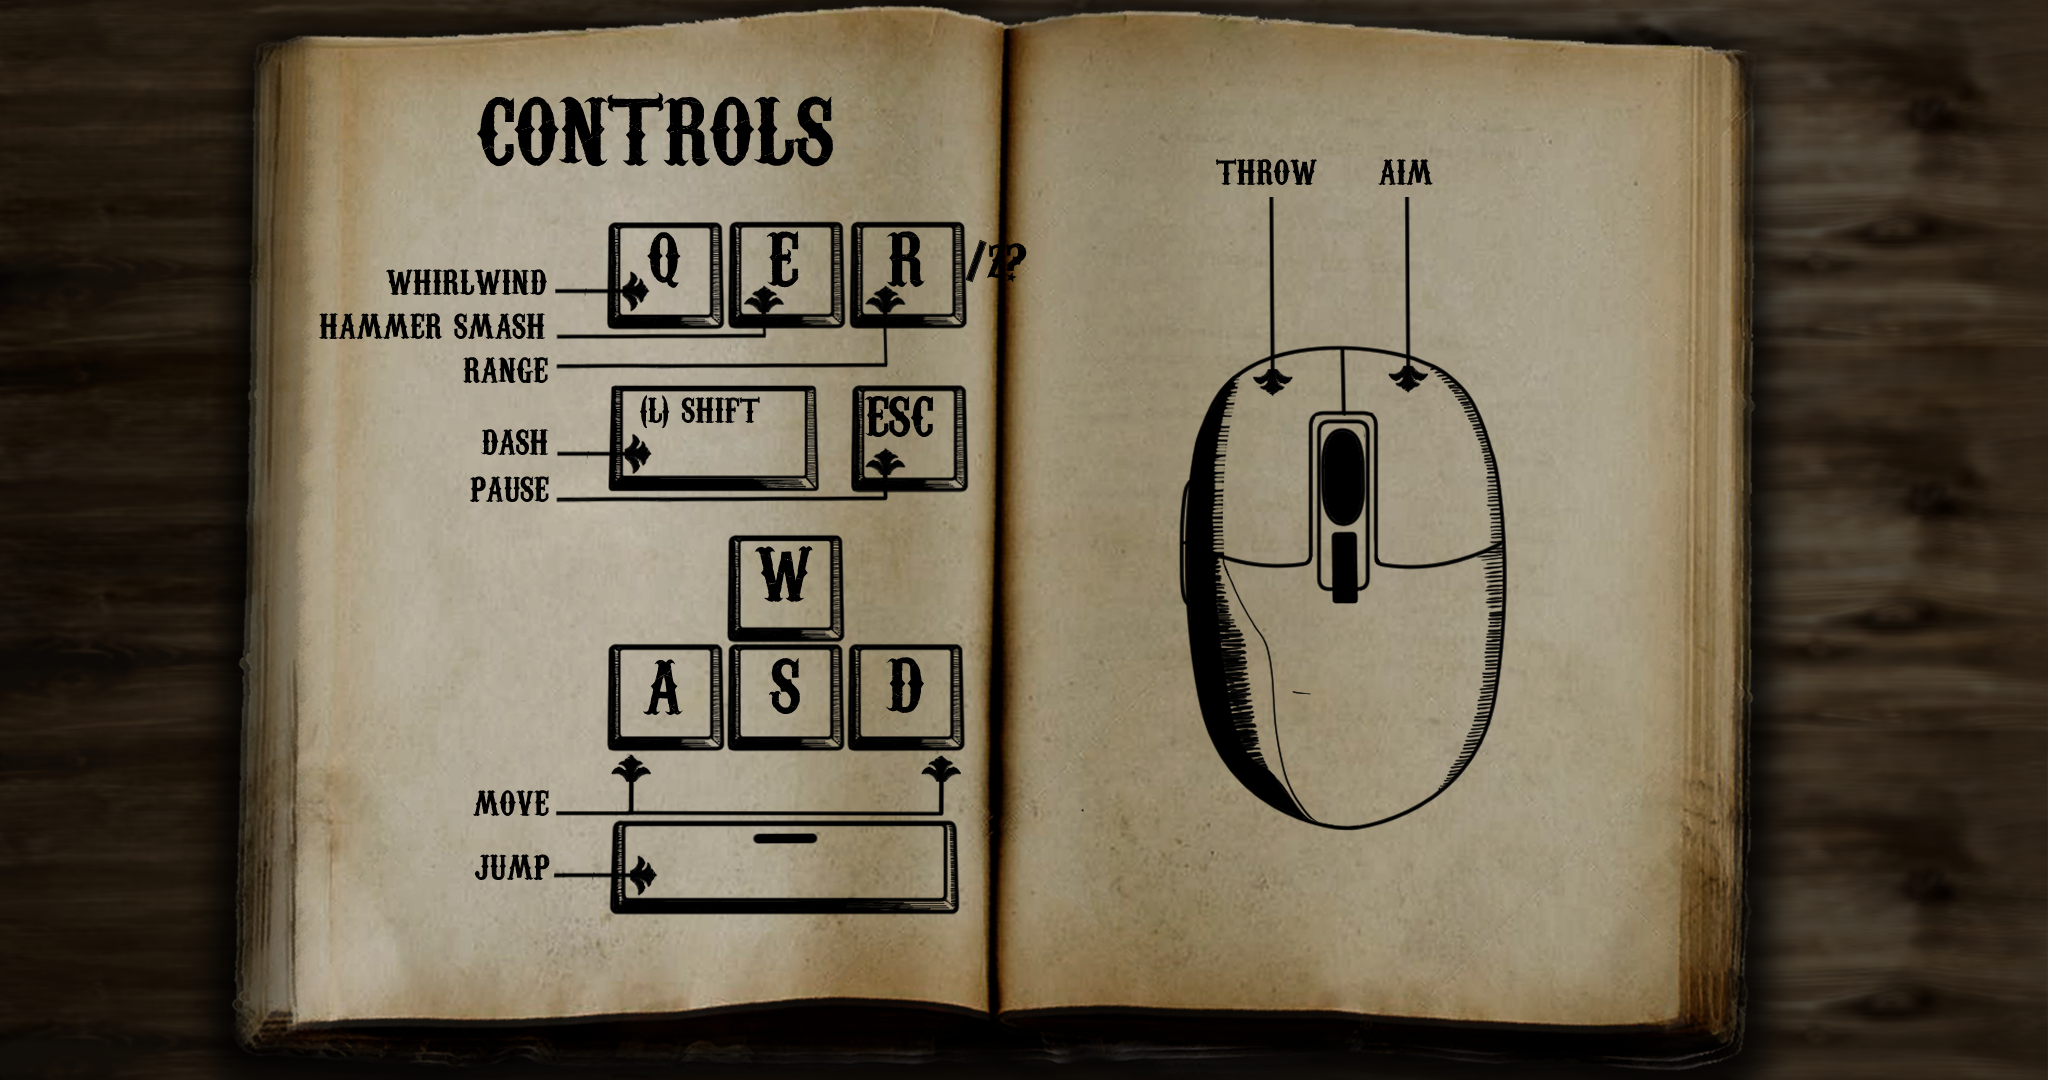 CONTROLS
Q E R /??
WHIRLWIND
HAMMER SMASH
RANGE
(L) SHIFT ESC
DASH
PAUSE
W
A S D
MOVE
JUMP
THROW AIM